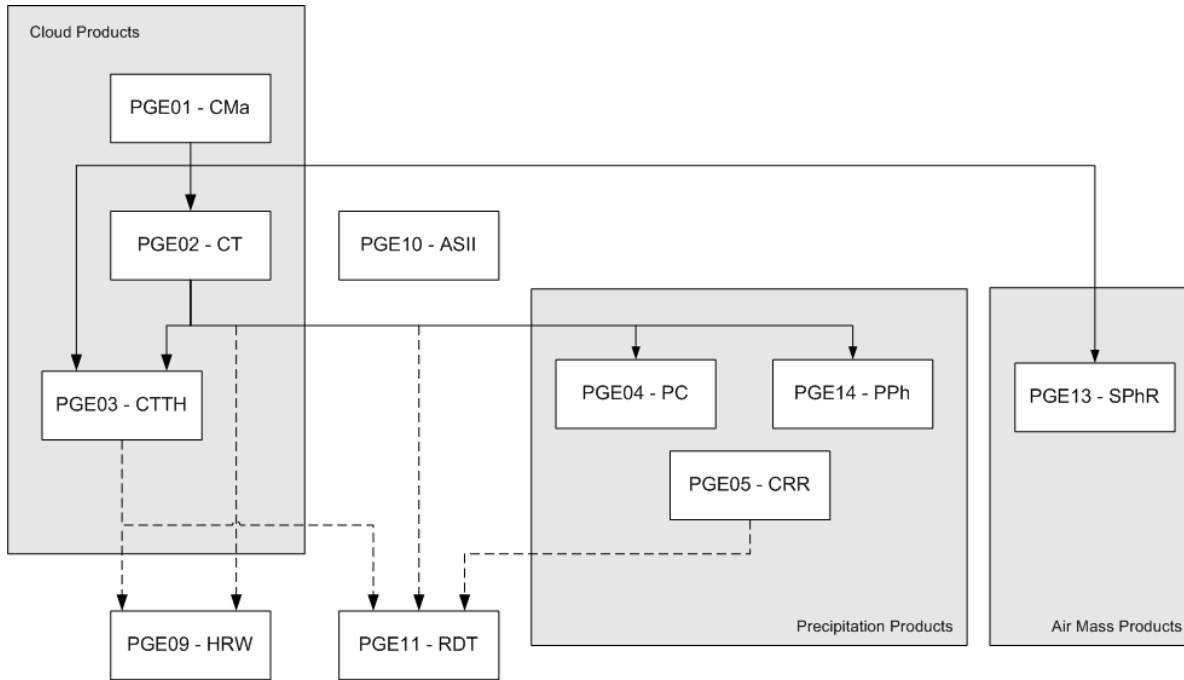 Cloud Products
PGE01 - CMa
PGE02 - CT
PGE10 - ASII
PGE03 - CTTH
PGE04 - PC
PGE14 - PPh
PGE13 - SPhR
PGE05 - CRR
PGE09 - HRW
PGE11 - RDT
Precipitation Products
Air Mass Products